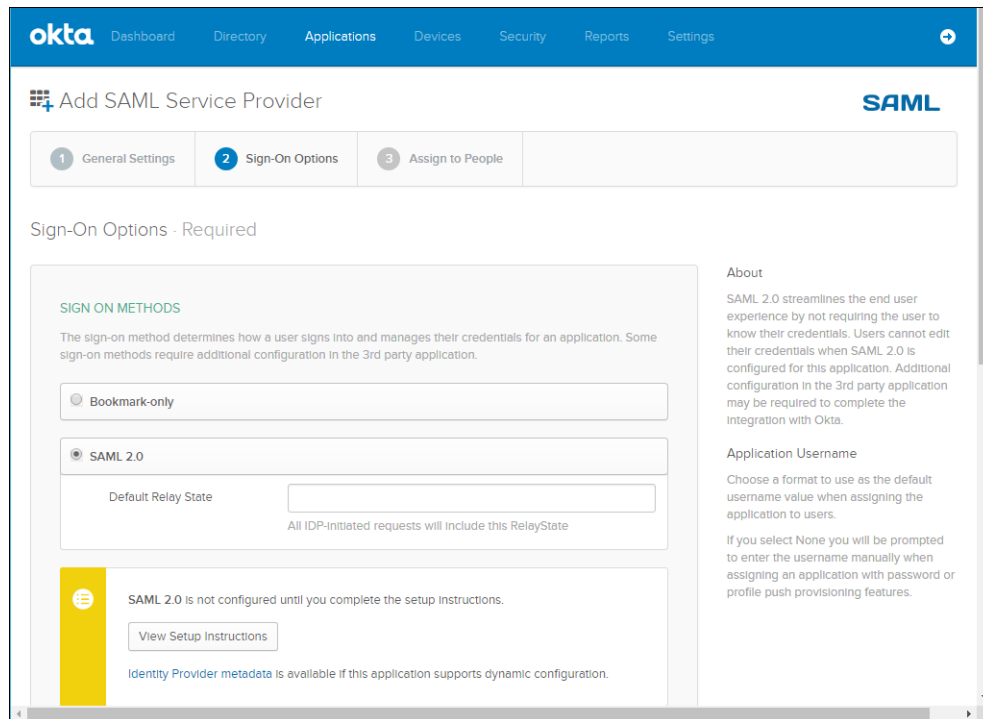 okta Dashboard Directory Applications Devices Security Reports Settings
Add SAML Service Provider
SAML
1 General Settings 2 Sign-On Options 3 Assign to People
Sign-On Options · Required
SIGN ON METHODS
The sign-on method determines how a user signs into and manages their credentials for an application. Some
sign-on methods require additional configuration in the 3rd party application.
Bookmark-only
SAML 2.0
Default Relay State
All IDP-initiated requests will include this RelayState
SAML 2.0 is not configured until you complete the setup instructions.
View Setup Instructions
Identity Provider metadata is available if this application supports dynamic configuration.
About
SAML 2.0 streamlines the end user
experience by not requiring the user to
know their credentials. Users cannot edit
their credentials when SAML 2.0 is
configured for this application. Additional
configuration in the 3rd party application
may be required to complete the
integration with Okta.
Application Username
Choose a format to use as the default
username value when assigning the
application to users.
If you select None you will be prompted
to enter the username manually when
assigning an application with password or
profile push provisioning features.